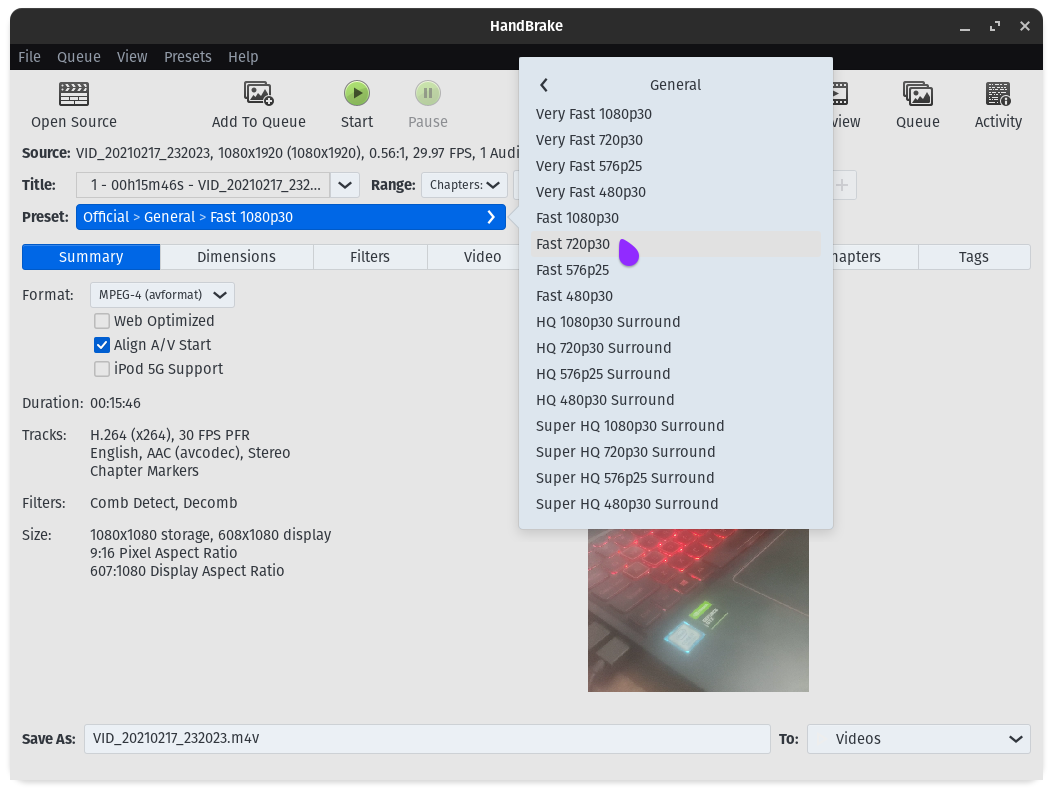 HandBrake
File Queue View Presets Help
Open Source Add To Queue Start Pause Queue Activity
Source: VID_20210217_232023, 1080x1920 (1080x1920), 0.56:1, 29.97 FPS, 1 Audi
Title: 1 - 00h15m46s - VID_20210217_232... Range: Chapters:
Preset: Official > General > Fast 1080p30
Summary Dimensions Filters Video hapters Tags
Format: MPEG-4 (avformat)
Web Optimized
Align A/V Start
iPod 5G Support
Duration: 00:15:46
Tracks: H.264 (x264), 30 FPS PFR
English, AAC (avcodec), Stereo
Chapter Markers
Filters: Comb Detect, Decomb
Size: 1080x1080 storage, 608x1080 display
9:16 Pixel Aspect Ratio
607:1080 Display Aspect Ratio
General
Very Fast 1080p30
Very Fast 720p30
Very Fast 576p25
Very Fast 480p30
Fast 1080p30
Fast 720p30
Fast 576p25
Fast 480p30
HQ 1080p30 Surround
HQ 720p30 Surround
HQ 576p25 Surround
HQ 480p30 Surround
Super HQ 1080p30 Surround
Super HQ 720p30 Surround
Super HQ 576p25 Surround
Super HQ 480p30 Surround
Save As: VID_20210217_232023.m4v To: Videos